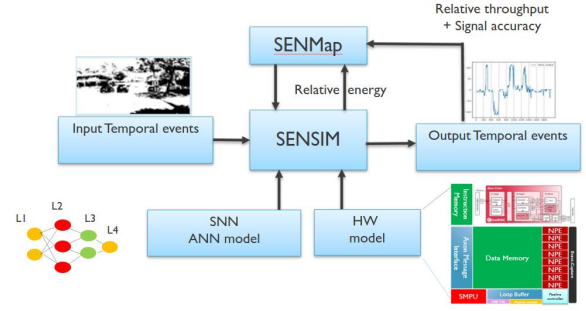 Relative throughput
+ Signal accuracy
SENMap
Relative energy
Input Temporal events
SENSIM
Output Temporal events
L1
L2
L3
L4
SNN
ANN model
HW
model
Instruction
Memory
Axon Message
Interface
Data Memory
NPE
NPE
NPE
NPE
NPE
NPE
NPE
SMPU
Loop Buffer